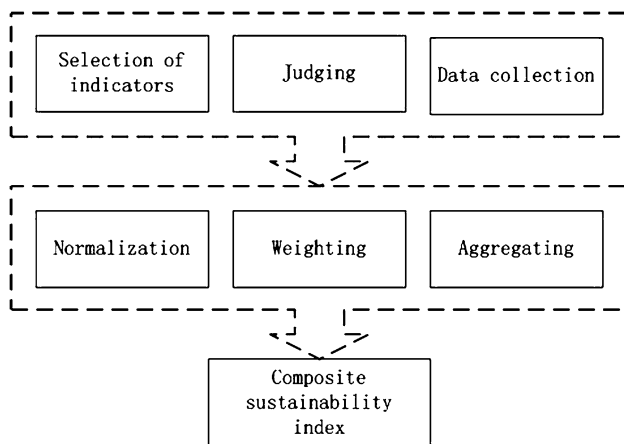 Selection of
indicators
Judging
Data collection
Normalization
Weighting
Aggregating
Composite
sustainability
index